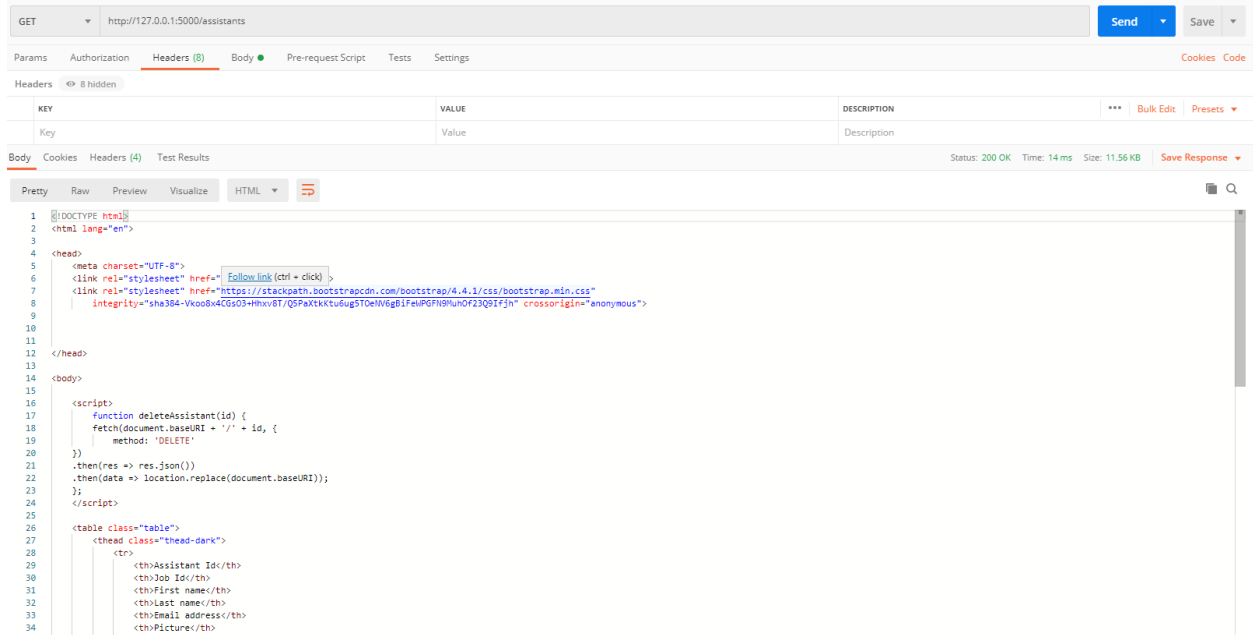 GET http://127.0.0.1:5000/assistants Send Save
Params Authorization Headers (8) Body Pre-request Script Tests Settings Cookies Code
Headers 8 hidden
KEY VALUE DESCRIPTION ••• Bulk Edit Presets
Key Value Description
Body Cookies Headers (4) Test Results Status: 200 OK Time: 14 ms Size: 11.56 KB Save Response
Pretty Raw Preview Visualize HTML
1 <!DOCTYPE html>
2 <html lang="en">
3
4 <head>
5 <meta charset="UTF-8">
Follow link (ctrl + click)
6 <link rel="stylesheet" href=" >
7 <link rel="stylesheet" href="https://stackpath.bootstrapcdn.com/bootstrap/4.4.1/css/bootstrap.min.css"
8 integrity="sha384-Vkoo8x4CGsO3+Hhxv8T/Q5PaXtkKtu6ug5TOeNV6gBiFeWPGFN9MuhOf23Q9Ifjh" crossorigin="anonymous">
9
10
11
12 </head>
13
14 <body>
15
16 <script>
17 function deleteAssistant(id) {
18 fetch(document.baseURI + '/' + id, {
19 method: 'DELETE'
20 })
21 .then(res => res.json())
22 .then(data => location.replace(document.baseURI));
23 };
24 </script>
25
26 <table class="table">
27 <thead class="thead-dark">
28 <tr>
29 <th>Assistant Id</th>
30 <th>Job Id</th>
31 <th>First name</th>
32 <th>Last name</th>
33 <th>Email address</th>
34 <th>Picture</th>